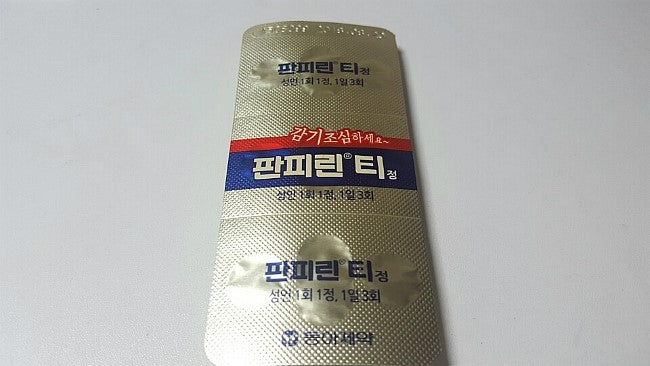 판피린® 티정
성인 1회 1정, 1일 3회
감기조심하세요~
판피린® 티정
성인 1회 1정, 1일 3회
판피린® 티정
성인 1회 1정, 1일 3회
동아제약